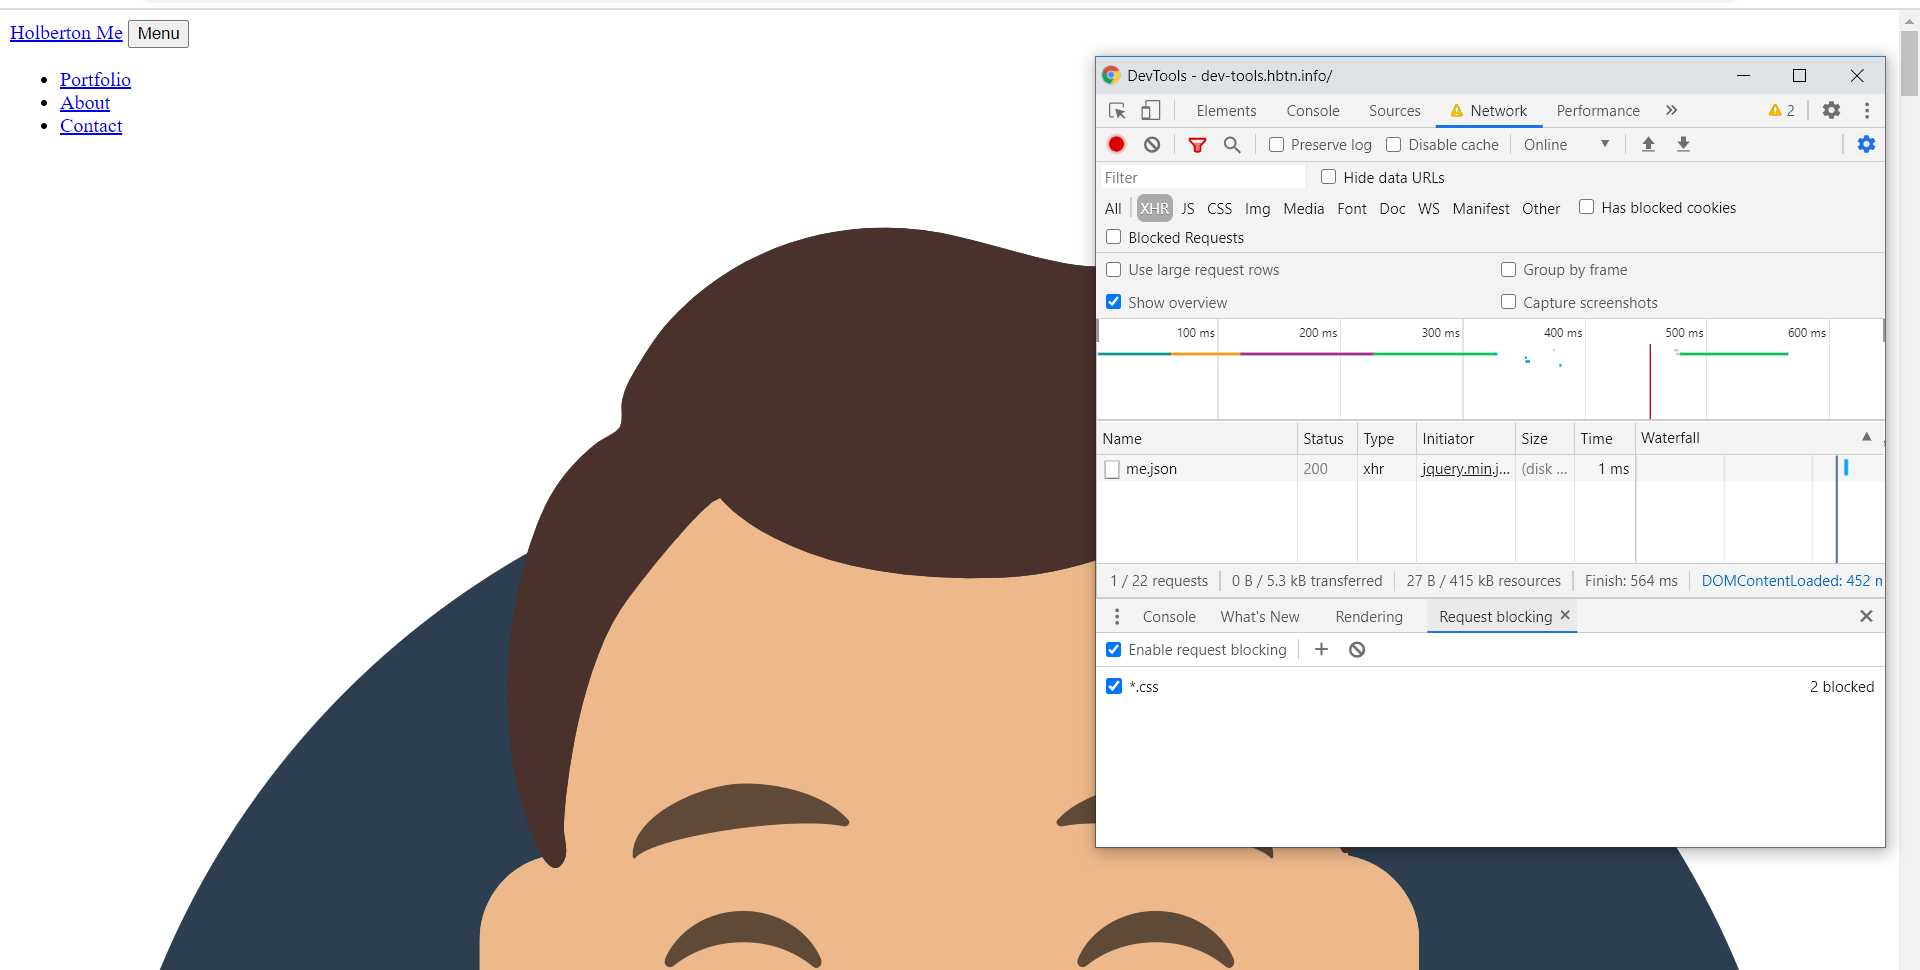 Holberton Me Menu
Portfolio
About
Contact
DevTools - dev-tools.hbtn.info/
Elements Console Sources Network Performance 2
Preserve log Disable cache Online
Filter Hide data URLs
All XHR JS CSS Img Media Font Doc WS Manifest Other Has blocked cookies
Blocked Requests
Use large request rows Group by frame
Show overview Capture screenshots
100 ms 200 ms 300 ms 400 ms 500 ms 600 ms
Name Status Type Initiator Size Time Waterfall
me.json 200 xhr jquery.min.j... (disk ... 1 ms
1 / 22 requests 0 B / 5.3 kB transferred 27 B / 415 kB resources Finish: 564 ms DOMContentLoaded: 452 m
Console What's New Rendering Request blocking
Enable request blocking
*.css 2 blocked